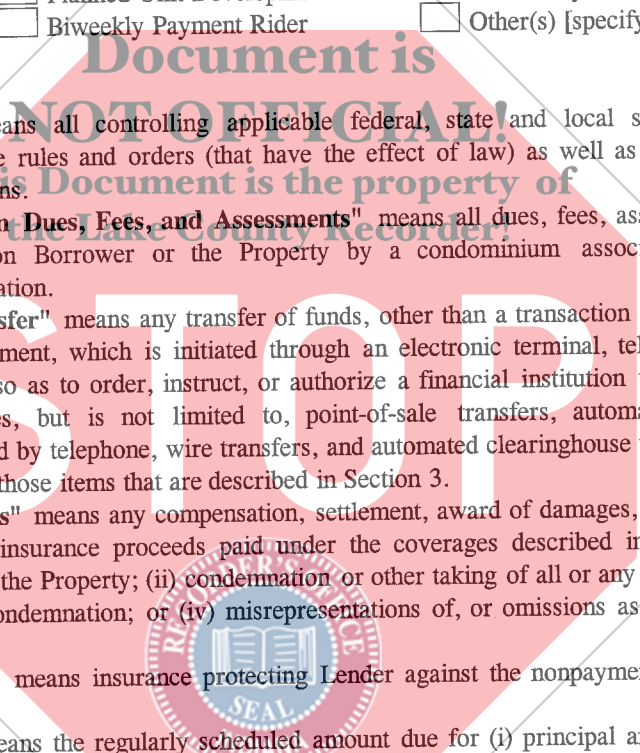 Biweekly Payment Rider Other(s) [specify
Document is
NOT OFFICIAL!
eans all controlling applicable federal, state and local s
e rules and orders (that have the effect of law) as well as
is Document is the property of
ns.
n Dues, Fees, and Assessments" means all dues, fees, ass
the Lake County Recorder!
on Borrower or the Property by a condominium associ
ation.
sfer" means any transfer of funds, other than a transaction
ment, which is initiated through an electronic terminal, tel
so as to order, instruct, or authorize a financial institution
es, but is not limited to, point-of-sale transfers, automa
d by telephone, wire transfers, and automated clearinghouse
those items that are described in Section 3.
STOP
s" means any compensation, settlement, award of damages,
insurance proceeds paid under the coverages described in
the Property; (ii) condemnation or other taking of all or any
ondemnation; or (iv) misrepresentations of, or omissions as
RECORDER'S OFFICE
means insurance protecting Lender against the nonpayme
SEAL
eans the regularly scheduled amount due for (i) principal a